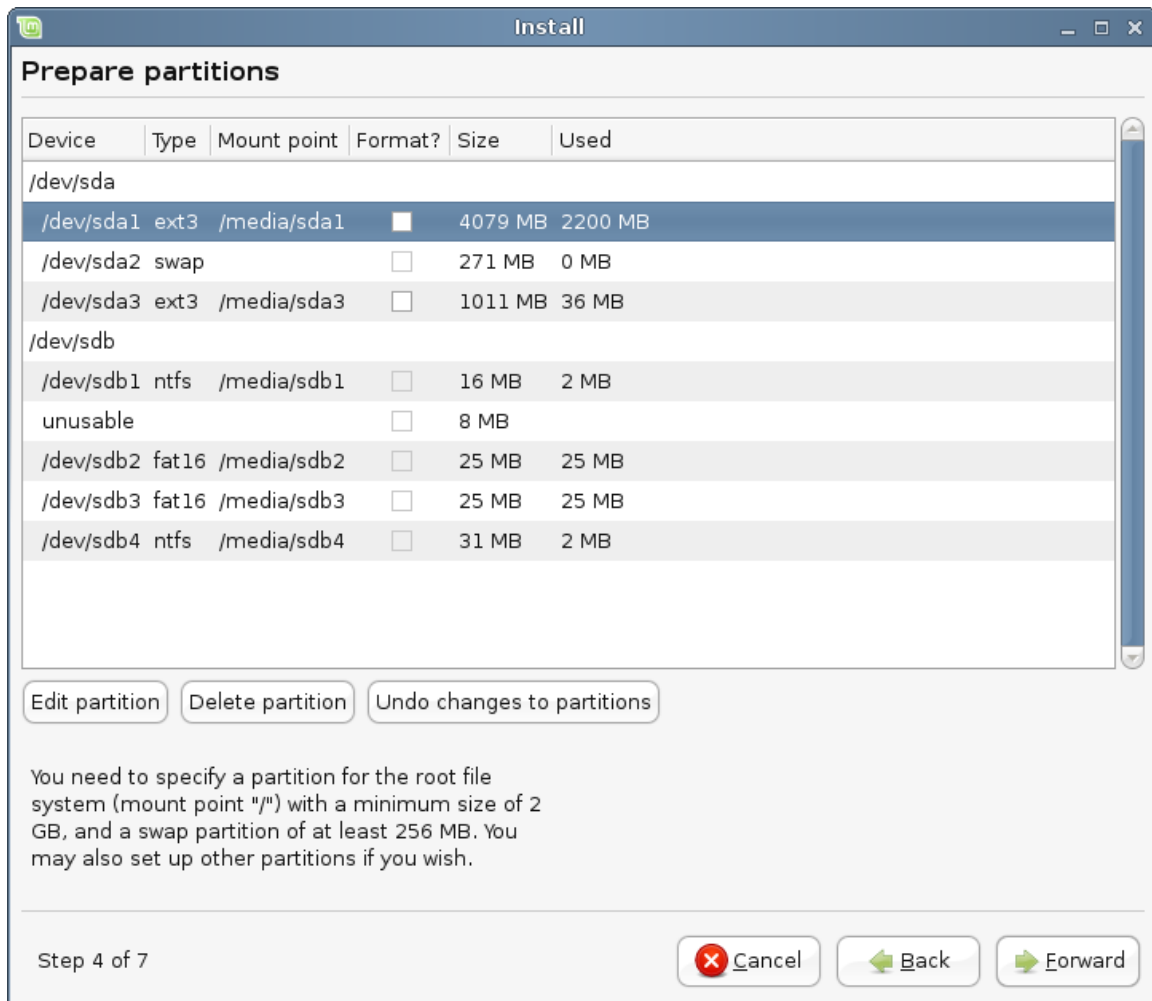 Install
Prepare partitions
Device Type Mount point Format? Size Used
/dev/sda
/dev/sda1 ext3 /media/sda1 4079 MB 2200 MB
/dev/sda2 swap 271 MB 0 MB
/dev/sda3 ext3 /media/sda3 1011 MB 36 MB
/dev/sdb
/dev/sdb1 ntfs /media/sdb1 16 MB 2 MB
unusable 8 MB
/dev/sdb2 fat16 /media/sdb2 25 MB 25 MB
/dev/sdb3 fat16 /media/sdb3 25 MB 25 MB
/dev/sdb4 ntfs /media/sdb4 31 MB 2 MB
Edit partition Delete partition Undo changes to partitions
You need to specify a partition for the root file
system (mount point "/") with a minimum size of 2
GB, and a swap partition of at least 256 MB. You
may also set up other partitions if you wish.
Step 4 of 7 Cancel Back Forward